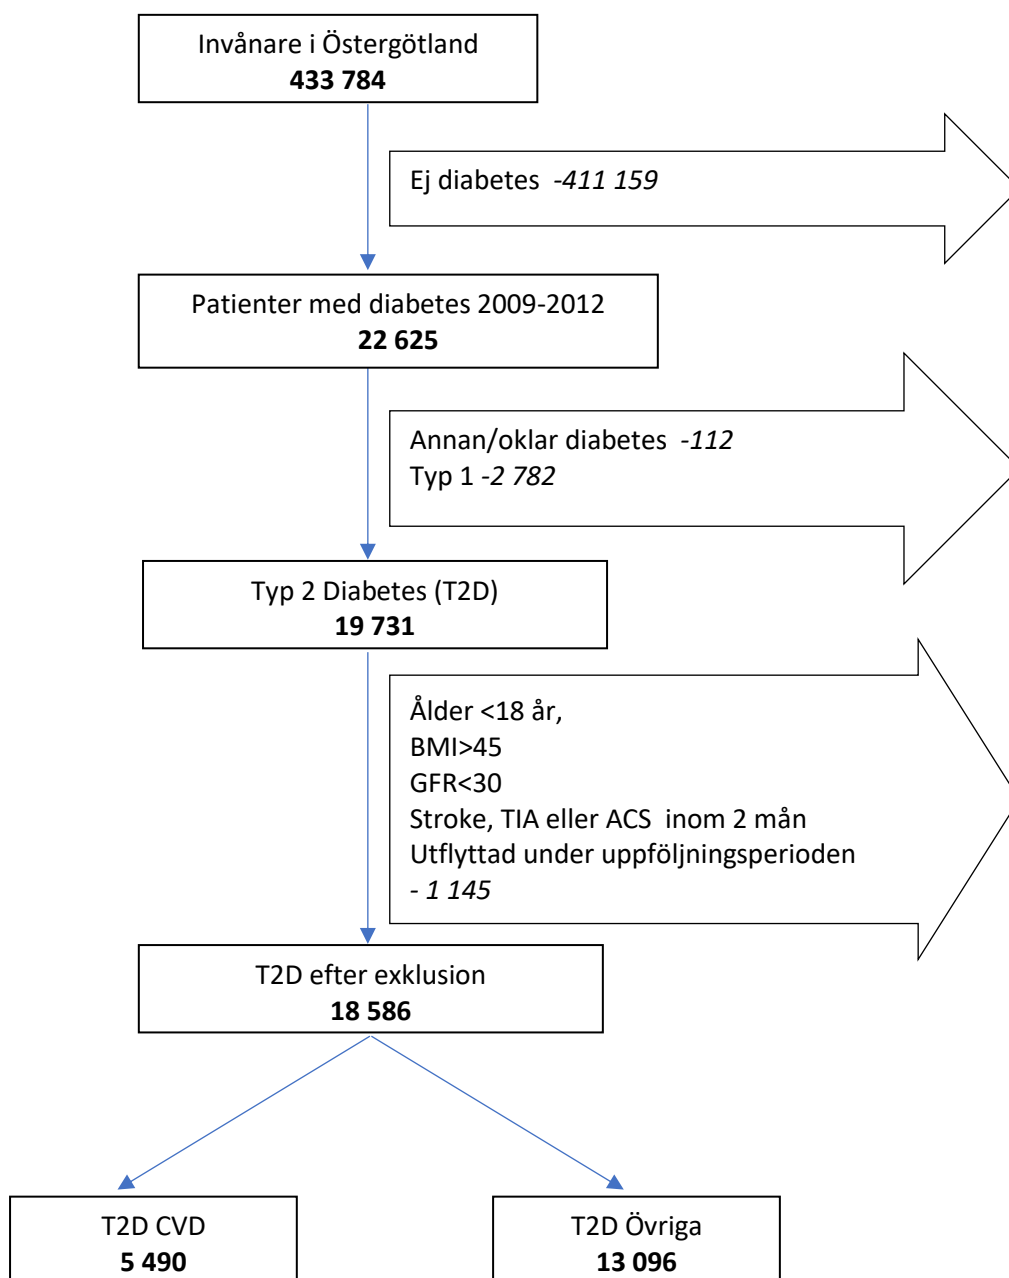 Invånare i Östergötland
433 784
Ej diabetes -411 159
Patienter med diabetes 2009-2012
22 625
Annan/oklar diabetes -112
Typ 1 -2 782
Typ 2 Diabetes (T2D)
19 731
Ålder <18 år,
BMI>45
GFR<30
Stroke, TIA eller ACS inom 2 mån
Utflyttad under uppföljningsperioden
- 1 145
T2D efter exklusion
18 586
T2D CVD
5 490
T2D Övriga
13 096